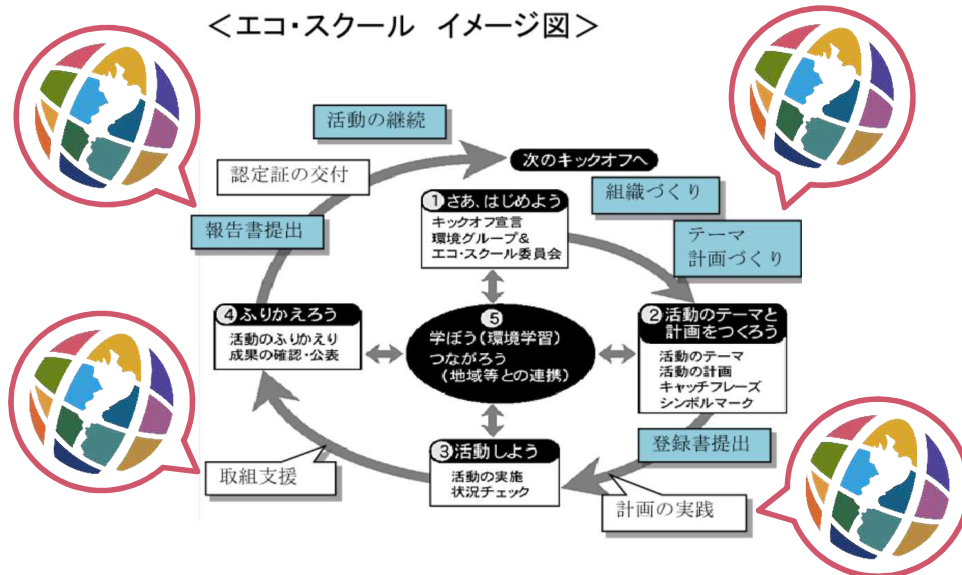 ＜エコ・スクール イメージ図＞
活動の継続
次のキックオフへ
認定証の交付
組織づくり
①さあ、はじめよう
キックオフ宣言
環境グループ＆
エコ・スクール委員会
報告書提出
テーマ
計画づくり
④ふりかえろう
活動のふりかえり
成果の確認・公表
⑤
学ぼう（環境学習）
つながろう
（地域等との連携）
②活動のテーマと
計画をつくろう
活動のテーマ
活動の計画
キャッチフレーズ
シンボルマーク
登録書提出
③活動しよう
活動の実施
状況チェック
取組支援
計画の実践